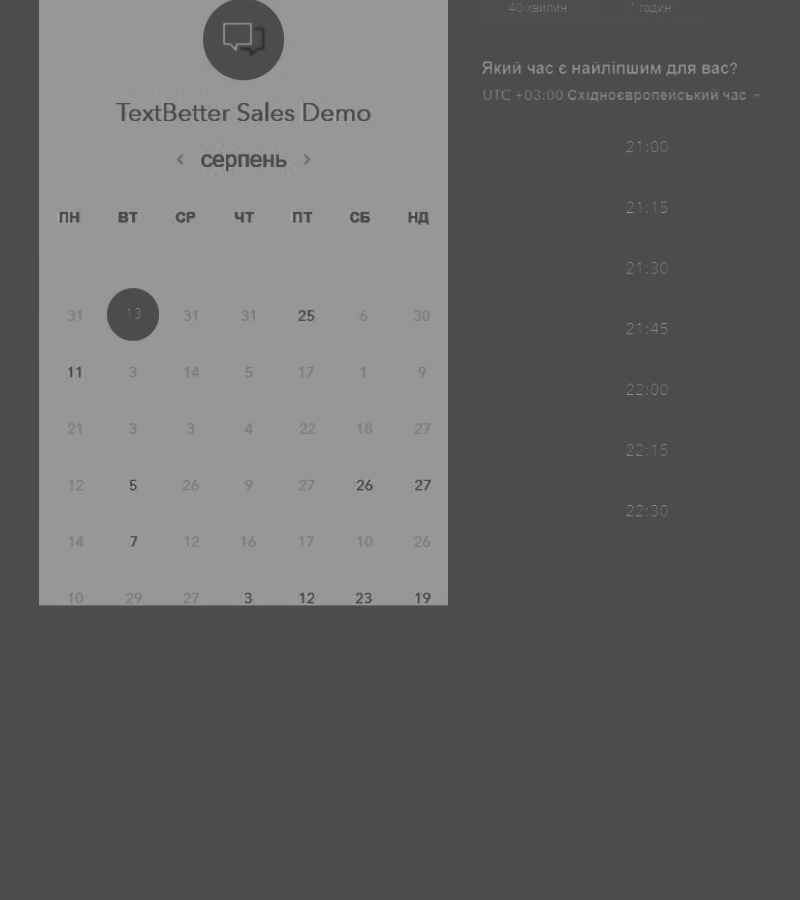 TextBetter Sales Demo
серпень
ПН ВТ СР ЧТ ПТ СБ НД
31 13 31 31 25 6 30
11 3 14 5 17 1 9
21 3 3 4 22 18 27
12 5 26 9 27 26 27
14 7 12 16 17 10 26
10 29 27 3 12 23 19
40 хвилин 1 годин
Який час є найліпшим для вас?
UTC +03:00 Східноєвропейський час
21:00
21:15
21:30
21:45
22:00
22:15
22:30